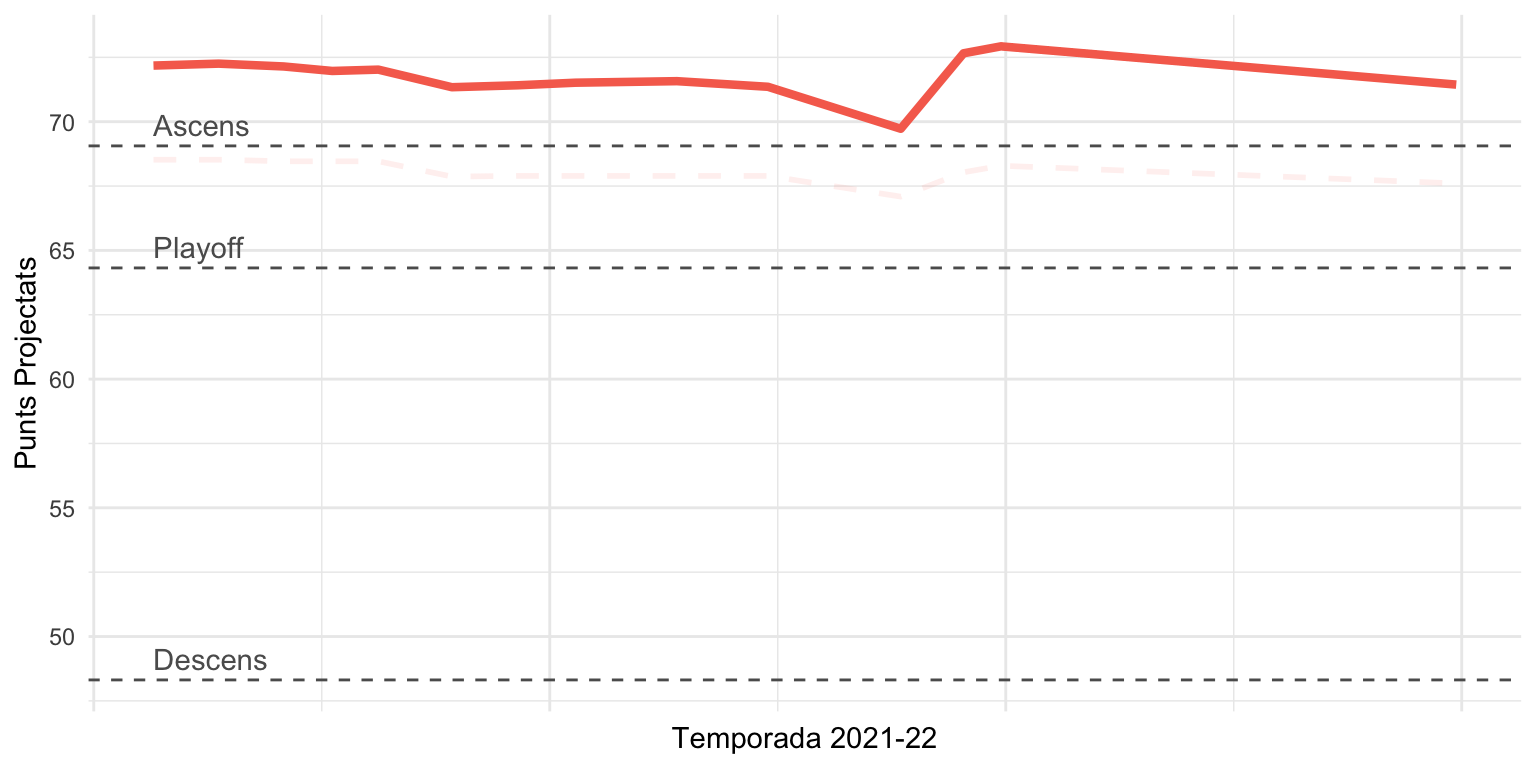 70
Ascens
65
Playoff
60
55
50
Descens
Punts Projectats
Temporada 2021-22